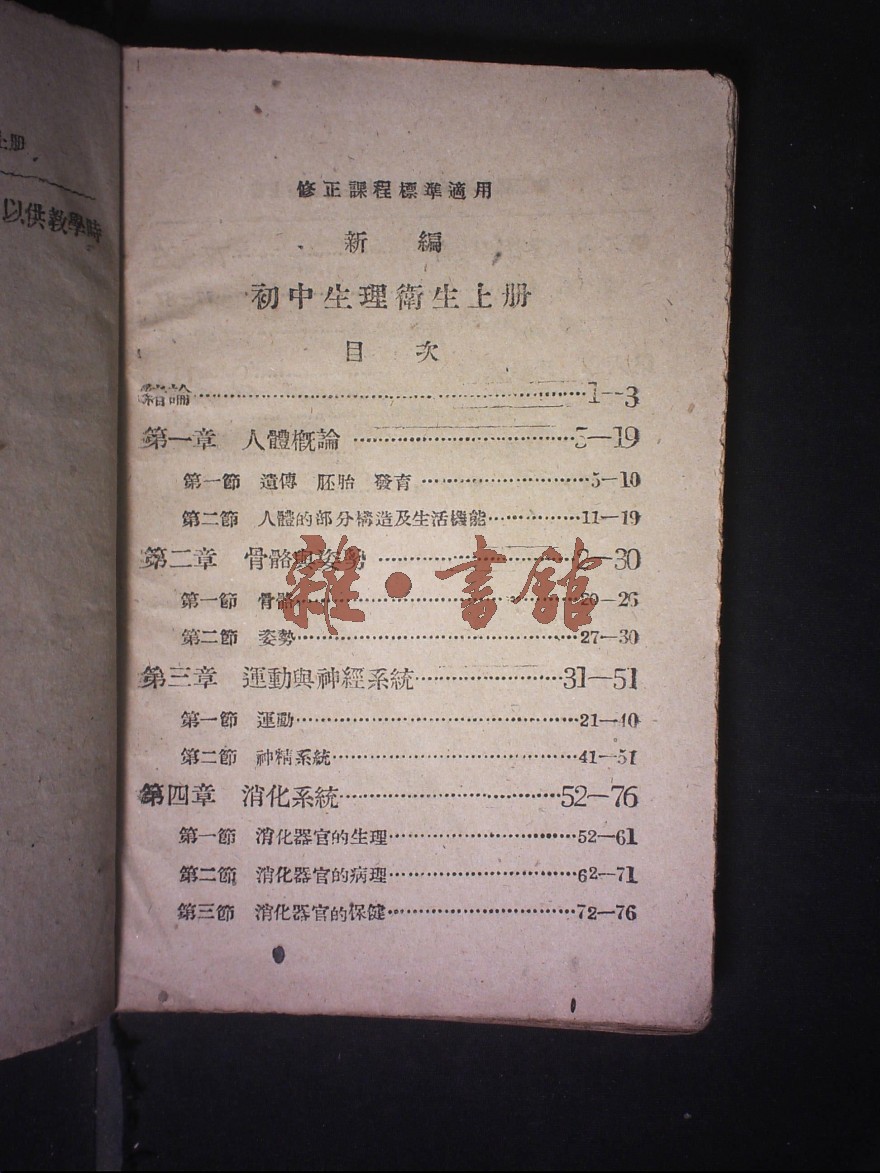 上册
以供教學時
修正課程標準適用
新 編
初中生理衛生上册
目 次
緒論……1—3
第一章 人體槪論……5—19
第一節 遺傳 胚胎 發育……5—10
第二節 人體的部分構造及生活機能……11—19
第二章 骨骼與姿勢……0—30
第一節 骨骼……20—26
第二節 姿勢……27—30
第三章 運動與神經系統……31—51
第一節 運動……21—40
第二節 神精系統……41—51
第四章 消化系統……52—76
第一節 消化器官的生理……52—61
第二節 消化器官的病理……62—71
第三節 消化器官的保健……72—76
雜·書館